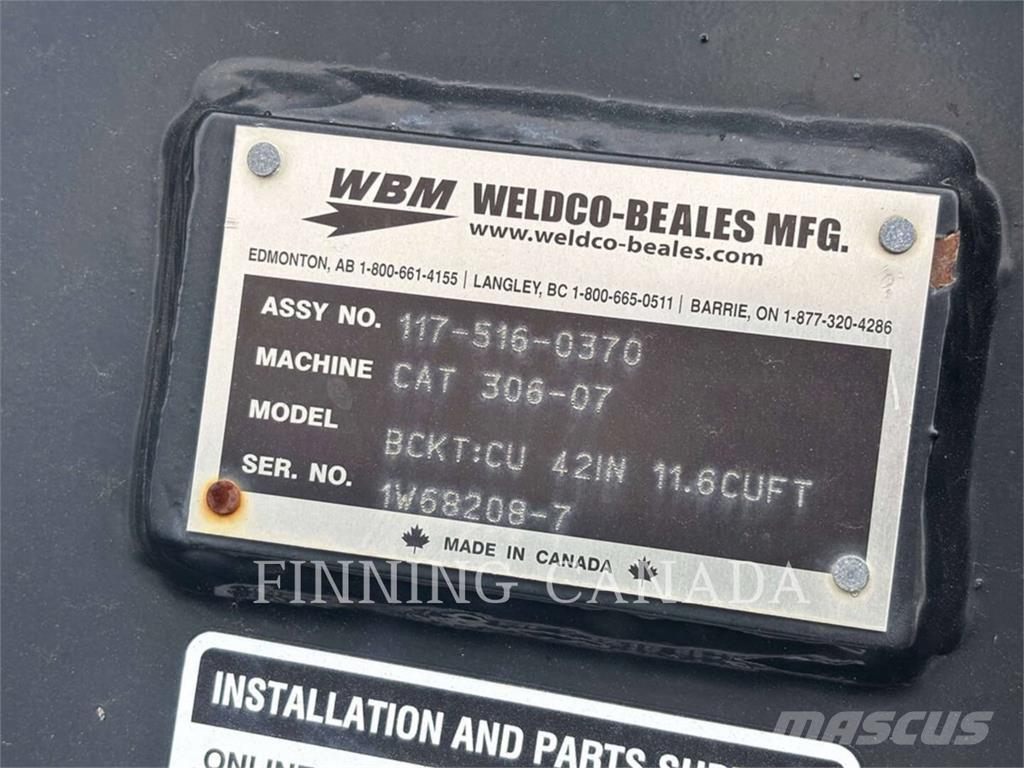 WBM WELDCO-BEALES MFG.
www.weldco-beales.com
EDMONTON, AB 1-800-661-4155 | LANGLEY, BC 1-800-665-0511 | BARRIE, ON 1-877-320-4286
ASSY NO. 117-516-0370
MACHINE CAT 306-07
MODEL BCKT:CU 42IN 11.6CUFT
SER. NO. 1W68208-7
MADE IN CANADA
FINNING CANADA
INSTALLATION AND PARTS
MASCUS